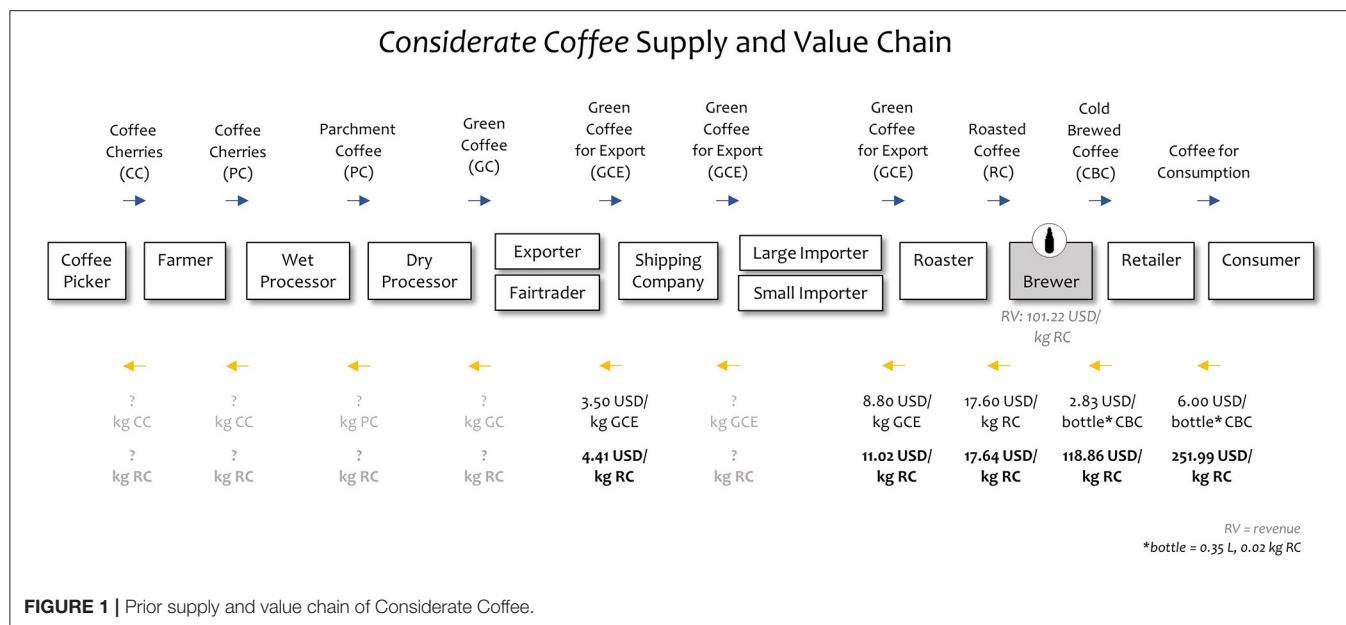 Considerate Coffee Supply and Value Chain
Coffee
Cherries
(CC)
Coffee
Cherries
(PC)
Parchment
Coffee
(PC)
Green
Coffee
(GC)
Green
Coffee
for Export
(GCE)
Green
Coffee
for Export
(GCE)
Green
Coffee
for Export
(GCE)
Roasted
Coffee
(RC)
Cold
Brewed
Coffee
(CBC)
Coffee for
Consumption
Coffee
Picker
Farmer
Wet
Processor
Dry
Processor
Exporter
Fairtrader
Shipping
Company
Large Importer
Small Importer
Roaster
Brewer
Retailer
Consumer
RV: 101.22 USD/
kg RC
?
kg CC
?
kg CC
?
kg PC
?
kg GC
3.50 USD/
kg GCE
?
kg GCE
8.80 USD/
kg GCE
17.60 USD/
kg RC
2.83 USD/
bottle* CBC
6.00 USD/
bottle* CBC
?
kg RC
?
kg RC
?
kg RC
?
kg RC
4.41 USD/
kg RC
?
kg RC
11.02 USD/
kg RC
17.64 USD/
kg RC
118.86 USD/
kg RC
251.99 USD/
kg RC
RV = revenue
*bottle = 0.35 L, 0.02 kg RC
FIGURE 1 | Prior supply and value chain of Considerate Coffee.